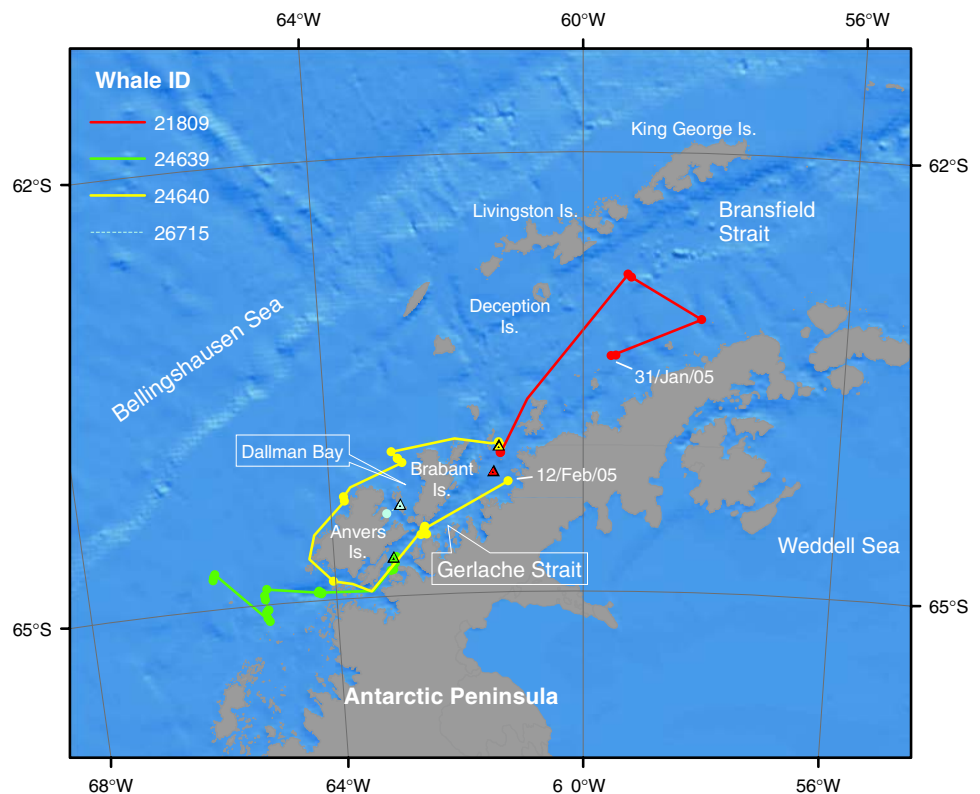 64°W
60°W
56°W
Whale ID
21809
24639
24640
26715
King George Is.
62°S
62°S
Livingston Is.
Bransfield
Strait
Deception
Is.
Bellingshausen Sea
31/Jan/05
Dallman Bay
Brabant
Is.
12/Feb/05
Anvers
Is.
Gerlache Strait
Weddell Sea
65°S
65°S
Antarctic Peninsula
68°W
64°W
6 0°W
56°W